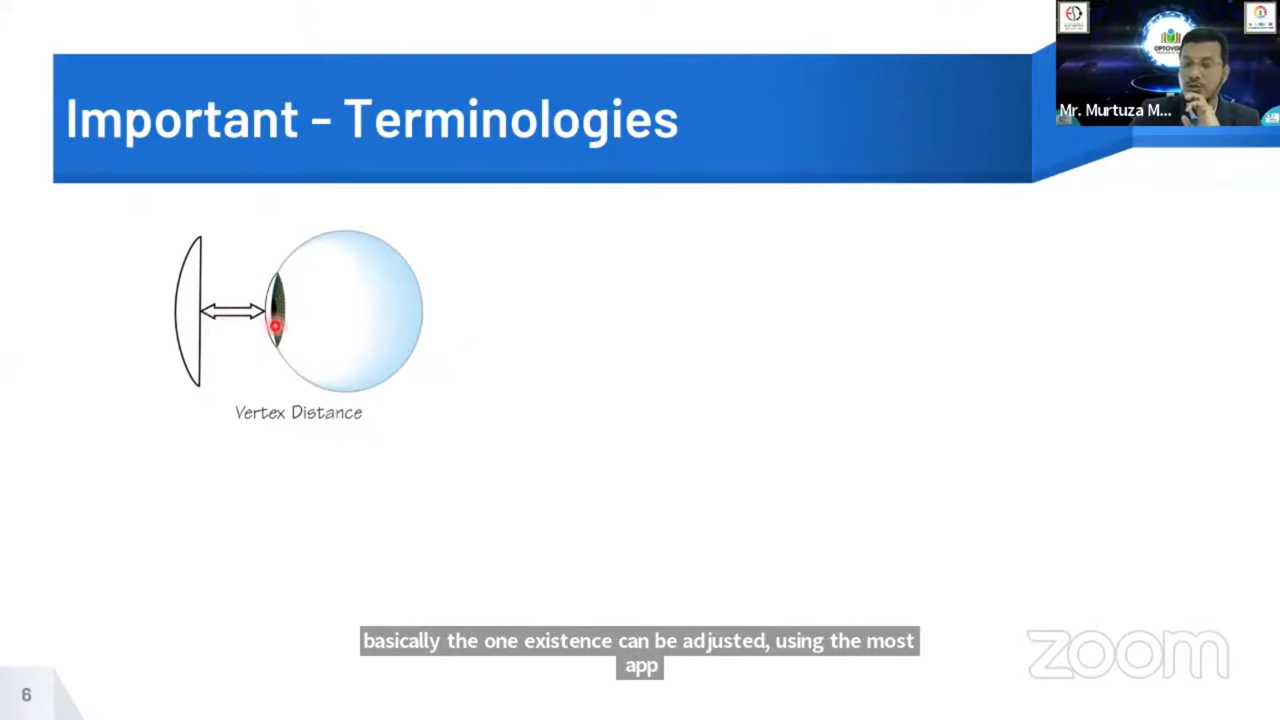 Important - Terminologies
Mr. Murtuza M...
Vertex Distance
basically the one existence can be adjusted, using the most
app
zoom
6